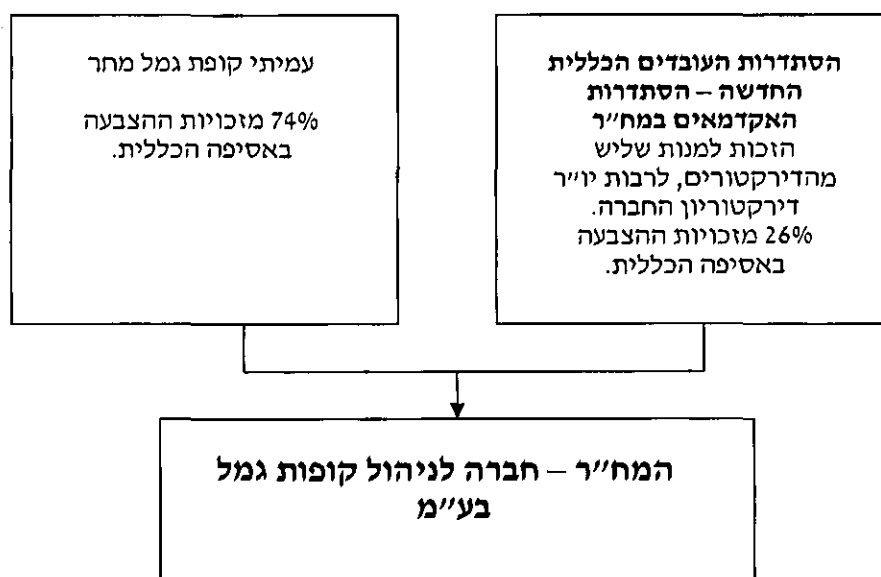 הסתדרות העובדים הכללית
החדשה – הסתדרות
האקדמאים במח״ר
הזכות למנות שליש
מהדירקטורים, לרבות יו״ר
דירקטוריון החברה.
26% מזכויות ההצבעה
באסיפה הכללית.
עמיתי קופת גמל מחר
74% מזכויות ההצבעה
באסיפה הכללית.
המח״ר – חברה לניהול קופות גמל
בע״מ